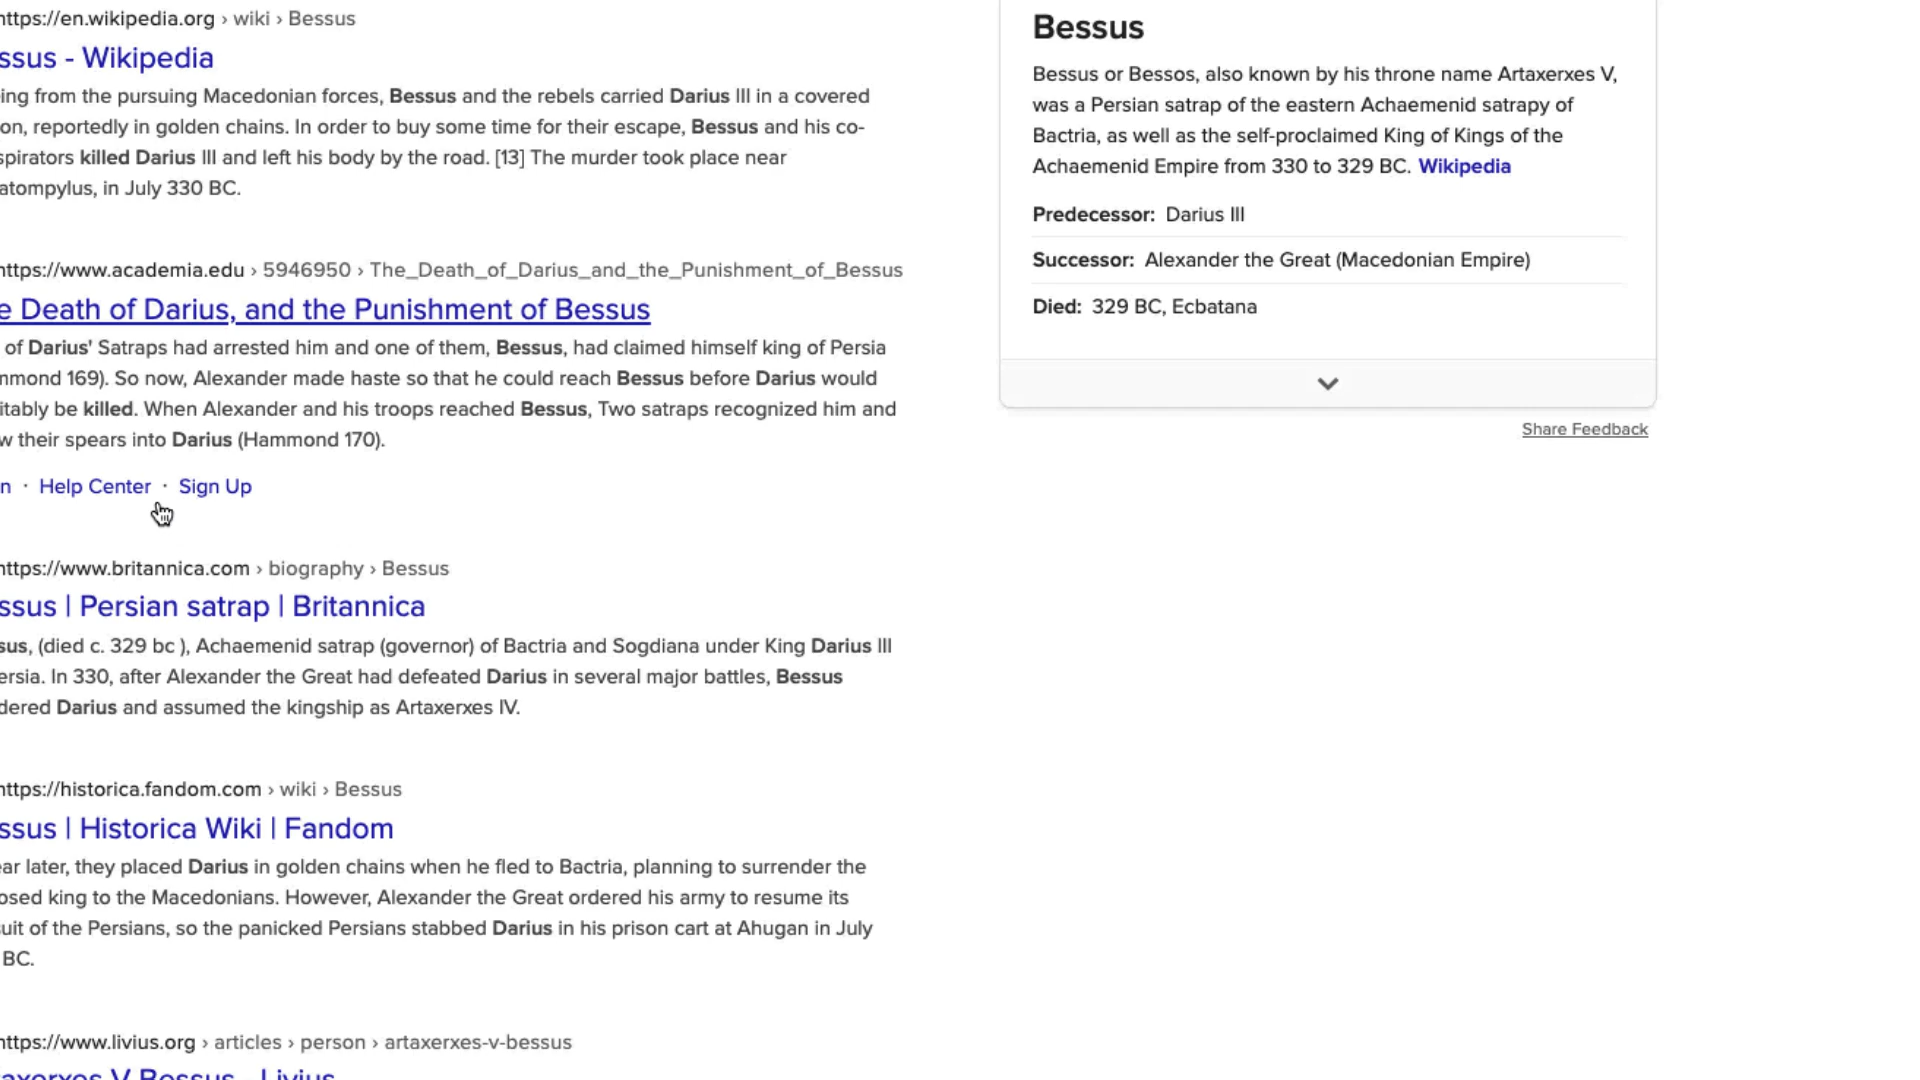 https://en.wikipedia.org › wiki › Bessus
ssus - Wikipedia
ing from the pursuing Macedonian forces, Bessus and the rebels carried Darius III in a covered
on, reportedly in golden chains. In order to buy some time for their escape, Bessus and his co-
spirators killed Darius III and left his body by the road. [13] The murder took place near
atompylus, in July 330 BC.
https://www.academia.edu › 5946950 › The_Death_of_Darius_and_the_Punishment_of_Bessus
e Death of Darius, and the Punishment of Bessus
of Darius' Satraps had arrested him and one of them, Bessus, had claimed himself king of Persia
mmond 169). So now, Alexander made haste so that he could reach Bessus before Darius would
itably be killed. When Alexander and his troops reached Bessus, Two satraps recognized him and
w their spears into Darius (Hammond 170).
n · Help Center · Sign Up
https://www.britannica.com › biography › Bessus
ssus | Persian satrap | Britannica
sus, (died c. 329 bc ), Achaemenid satrap (governor) of Bactria and Sogdiana under King Darius III
ersia. In 330, after Alexander the Great had defeated Darius in several major battles, Bessus
dered Darius and assumed the kingship as Artaxerxes IV.
https://historica.fandom.com › wiki › Bessus
ssus | Historica Wiki | Fandom
ear later, they placed Darius in golden chains when he fled to Bactria, planning to surrender the
osed king to the Macedonians. However, Alexander the Great ordered his army to resume its
suit of the Persians, so the panicked Persians stabbed Darius in his prison cart at Ahugan in July
BC.
https://www.livius.org › articles › person › artaxerxes-v-bessus
axerxes V Bessus - Livius
Bessus
Bessus or Bessos, also known by his throne name Artaxerxes V,
was a Persian satrap of the eastern Achaemenid satrapy of
Bactria, as well as the self-proclaimed King of Kings of the
Achaemenid Empire from 330 to 329 BC. Wikipedia
Predecessor: Darius III
Successor: Alexander the Great (Macedonian Empire)
Died: 329 BC, Ecbatana
Share Feedback